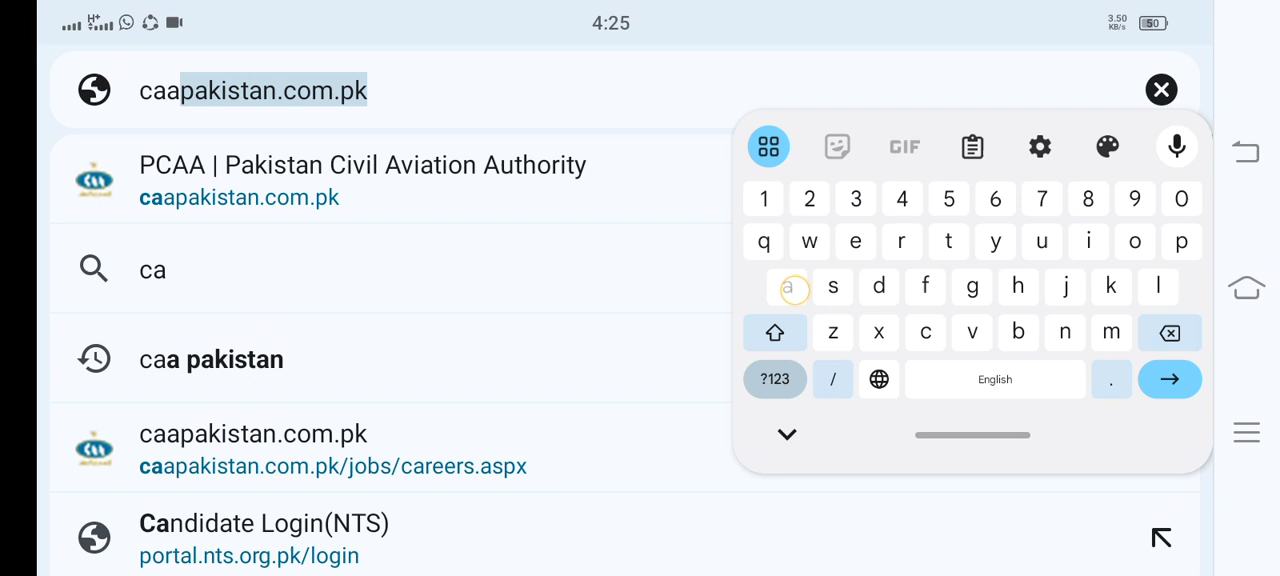 H+
4:25
3.50
KB/s
50
caapakistan.com.pk
PCAA | Pakistan Civil Aviation Authority
caapakistan.com.pk
ca
caa pakistan
caapakistan.com.pk
caapakistan.com.pk/jobs/careers.aspx
Candidate Login(NTS)
portal.nts.org.pk/login
GIF
1 2 3 4 5 6 7 8 9 0
q w e r t y u i o p
a s d f g h j k l
z x c v b n m
?123 / English .